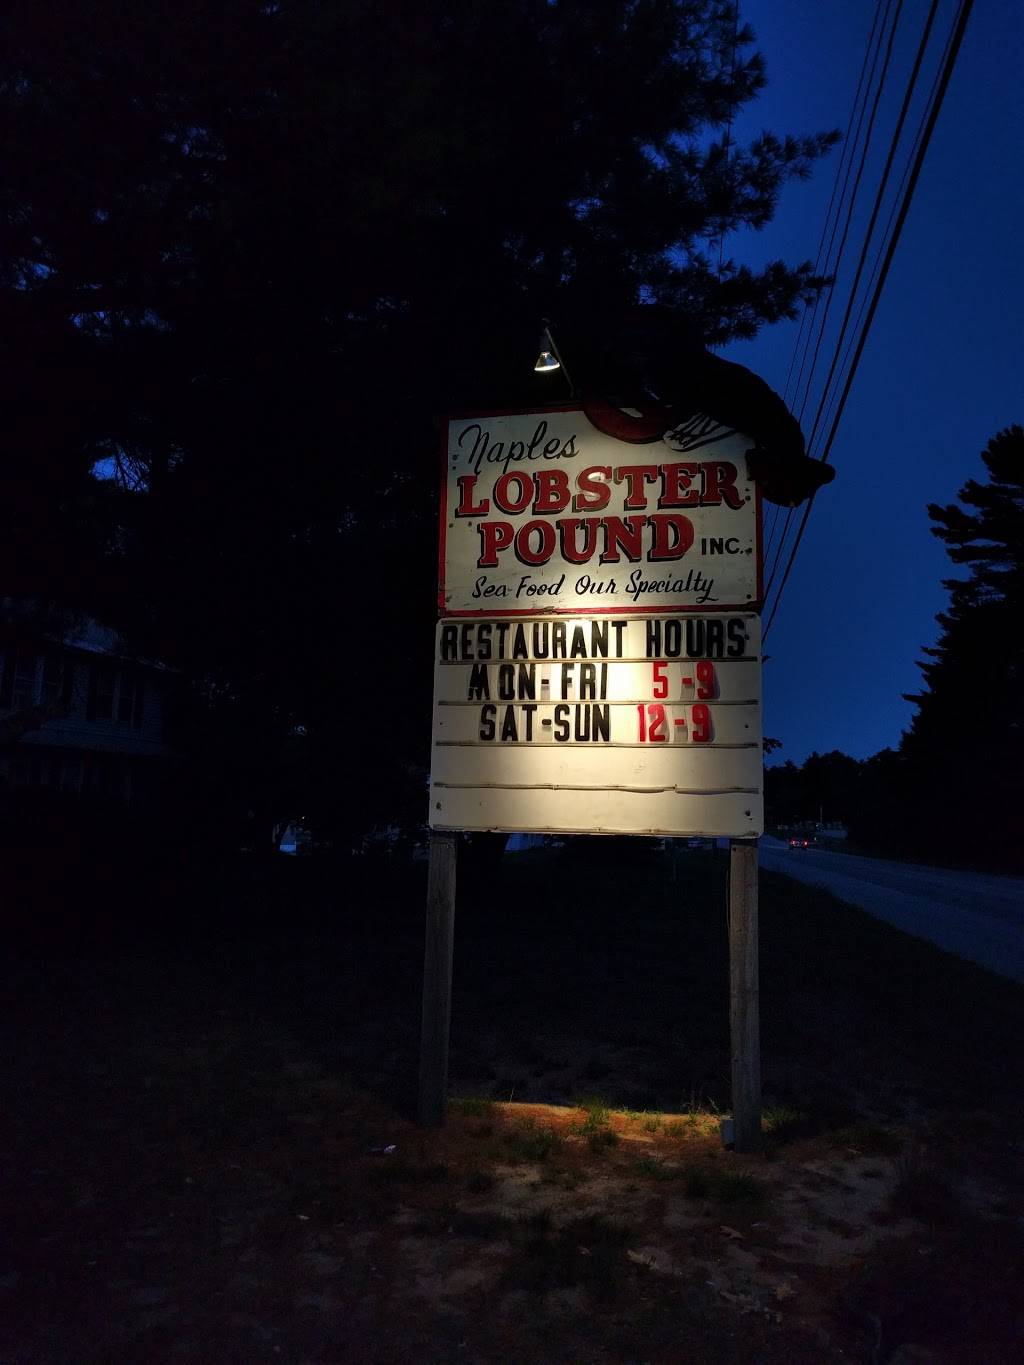 Naples
LOBSTER
POUND INC.
Sea-Food Our Specialty
RESTAURANT HOURS
MON-FRI 5-9
SAT-SUN 12-9